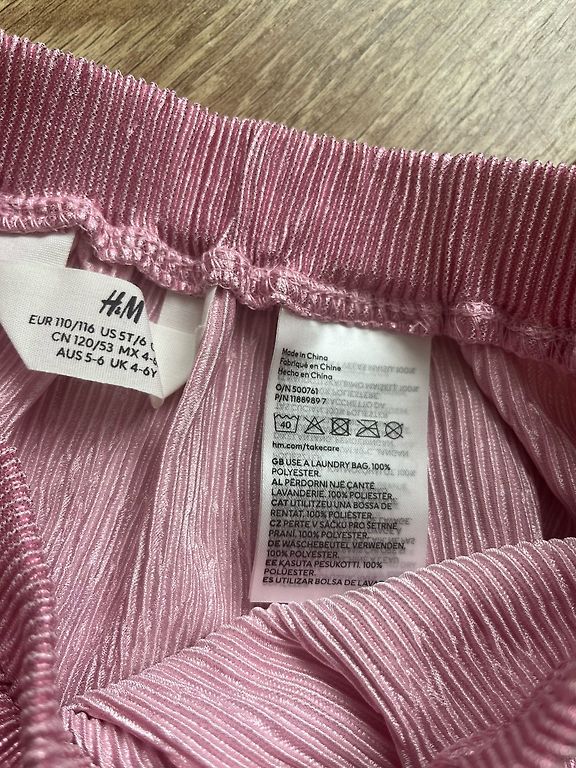 H&M
EUR 110/116 US 5T/6
CN 120/53 MX 4-
AUS 5-6 UK 4-6Y
Made in China
Fabriqué en Chine
Hecho en China
O/N 500761
P/N 11889897
40
hm.com/takecare
GB USE A LAUNDRY BAG. 100%
POLYESTER.
AL PËRDORNI NJË ÇANTË
LAVANDERIE. 100% POLIESTER.
CAT UTILITZEU UNA BOSSA DE
RENTAT. 100% POLIÈSTER.
CZ PERTE V SÁČKU PRO ŠETRNÉ
PRANÍ. 100% POLYESTER.
DE WÄSCHEBEUTEL VERWENDEN.
100% POLYESTER.
EE KASUTA PESUKOTTI. 100%
POLÜESTER.
ES UTILIZAR BOLSA DE